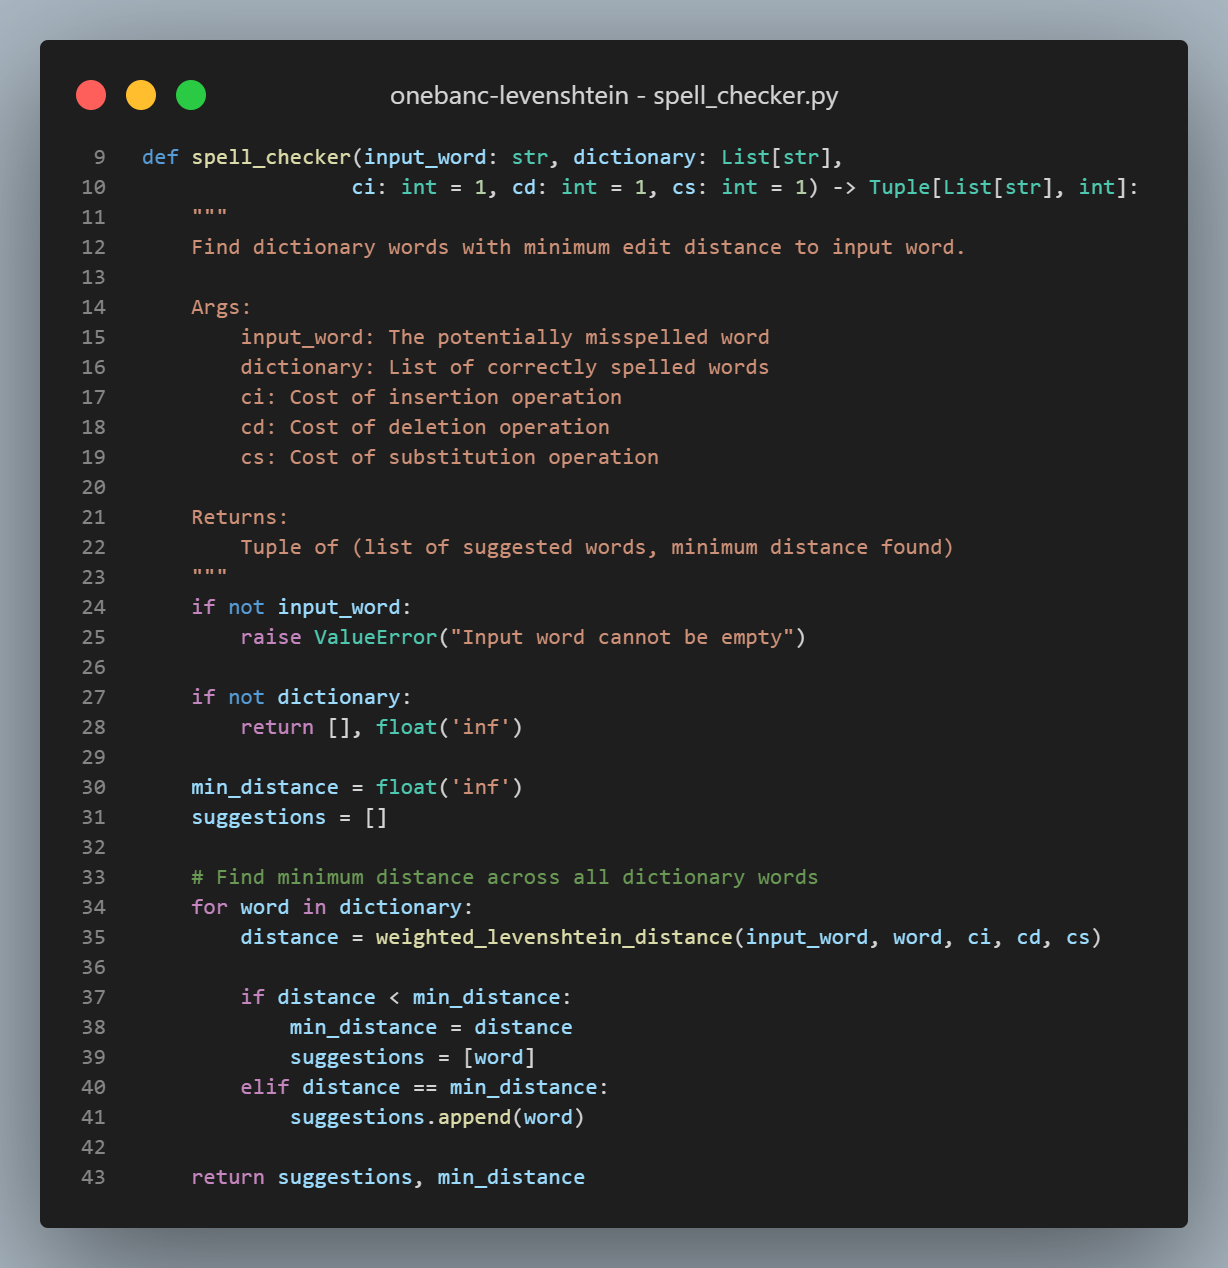 onebanc-levenshtein - spell_checker.py
9 def spell_checker(input_word: str, dictionary: List[str],
10                  ci: int = 1, cd: int = 1, cs: int = 1) -> Tuple[List[str], int]:
11     """
12     Find dictionary words with minimum edit distance to input word.
13
14     Args:
15         input_word: The potentially misspelled word
16         dictionary: List of correctly spelled words
17         ci: Cost of insertion operation
18         cd: Cost of deletion operation
19         cs: Cost of substitution operation
20
21     Returns:
22         Tuple of (list of suggested words, minimum distance found)
23     """
24     if not input_word:
25         raise ValueError("Input word cannot be empty")
26
27     if not dictionary:
28         return [], float('inf')
29
30     min_distance = float('inf')
31     suggestions = []
32
33     # Find minimum distance across all dictionary words
34     for word in dictionary:
35         distance = weighted_levenshtein_distance(input_word, word, ci, cd, cs)
36
37         if distance < min_distance:
38             min_distance = distance
39             suggestions = [word]
40         elif distance == min_distance:
41             suggestions.append(word)
42
43     return suggestions, min_distance